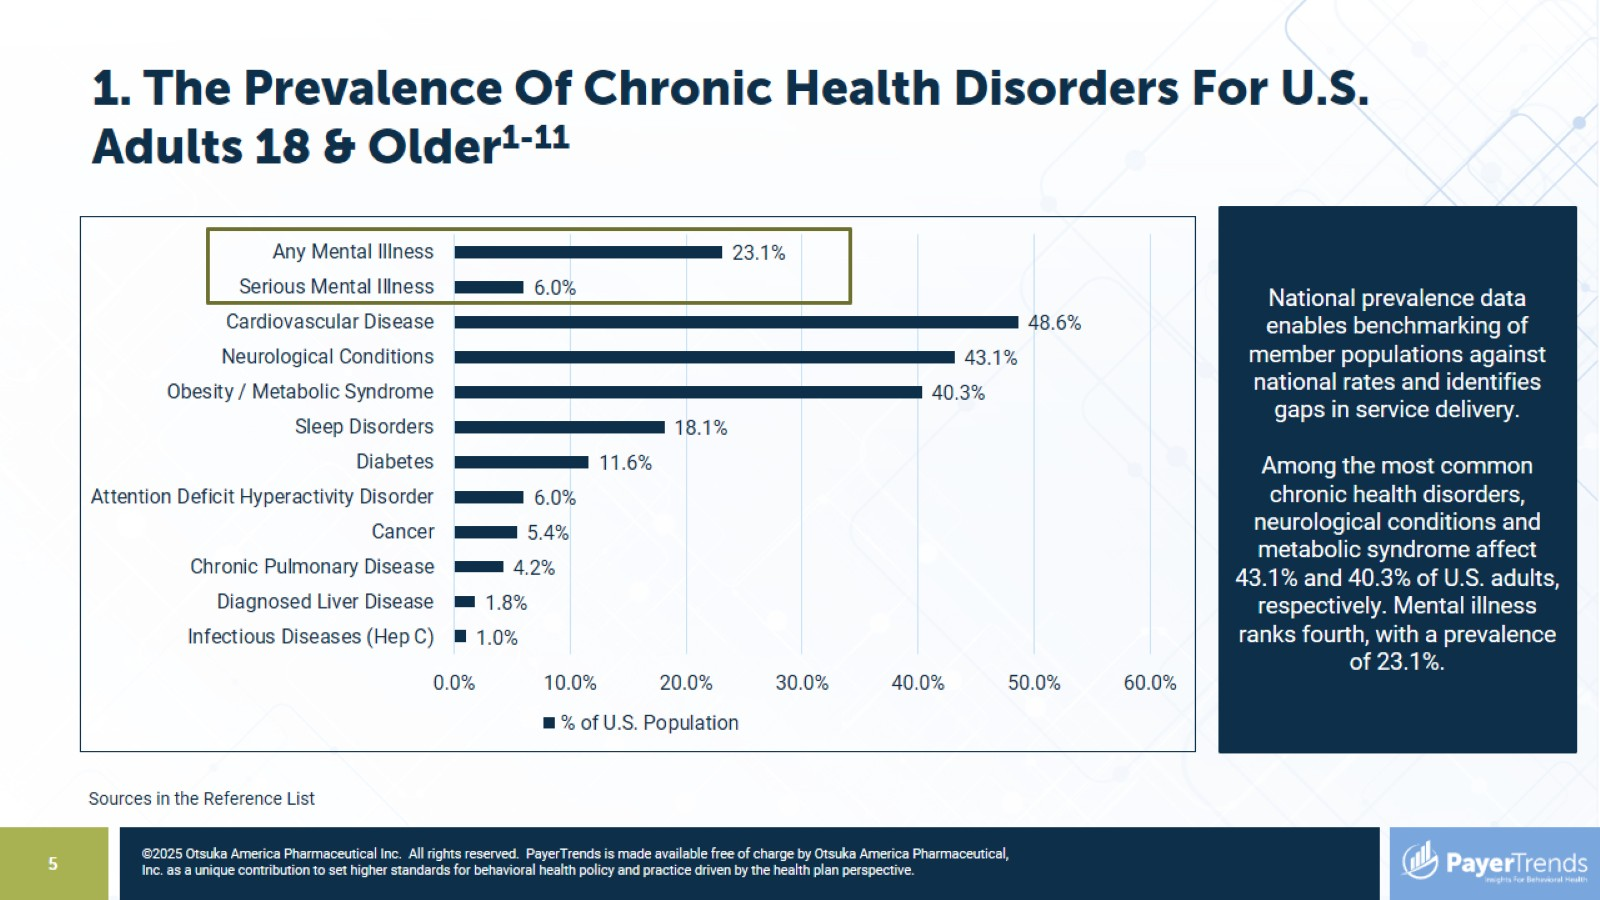 1. The Prevalence Of Chronic Health Disorders For U.S.
Adults 18 & Older¹⁻¹¹
Any Mental Illness 23.1%
Serious Mental Illness 6.0%
Cardiovascular Disease 48.6%
Neurological Conditions 43.1%
Obesity / Metabolic Syndrome 40.3%
Sleep Disorders 18.1%
Diabetes 11.6%
Attention Deficit Hyperactivity Disorder 6.0%
Cancer 5.4%
Chronic Pulmonary Disease 4.2%
Diagnosed Liver Disease 1.8%
Infectious Diseases (Hep C) 1.0%
0.0% 10.0% 20.0% 30.0% 40.0% 50.0% 60.0%
% of U.S. Population
National prevalence data
enables benchmarking of
member populations against
national rates and identifies
gaps in service delivery.
Among the most common
chronic health disorders,
neurological conditions and
metabolic syndrome affect
43.1% and 40.3% of U.S. adults,
respectively. Mental illness
ranks fourth, with a prevalence
of 23.1%.
Sources in the Reference List
5
©2025 Otsuka America Pharmaceutical Inc. All rights reserved. PayerTrends is made available free of charge by Otsuka America Pharmaceutical,
Inc. as a unique contribution to set higher standards for behavioral health policy and practice driven by the health plan perspective.
PayerTrends
Insights For Behavioral Health